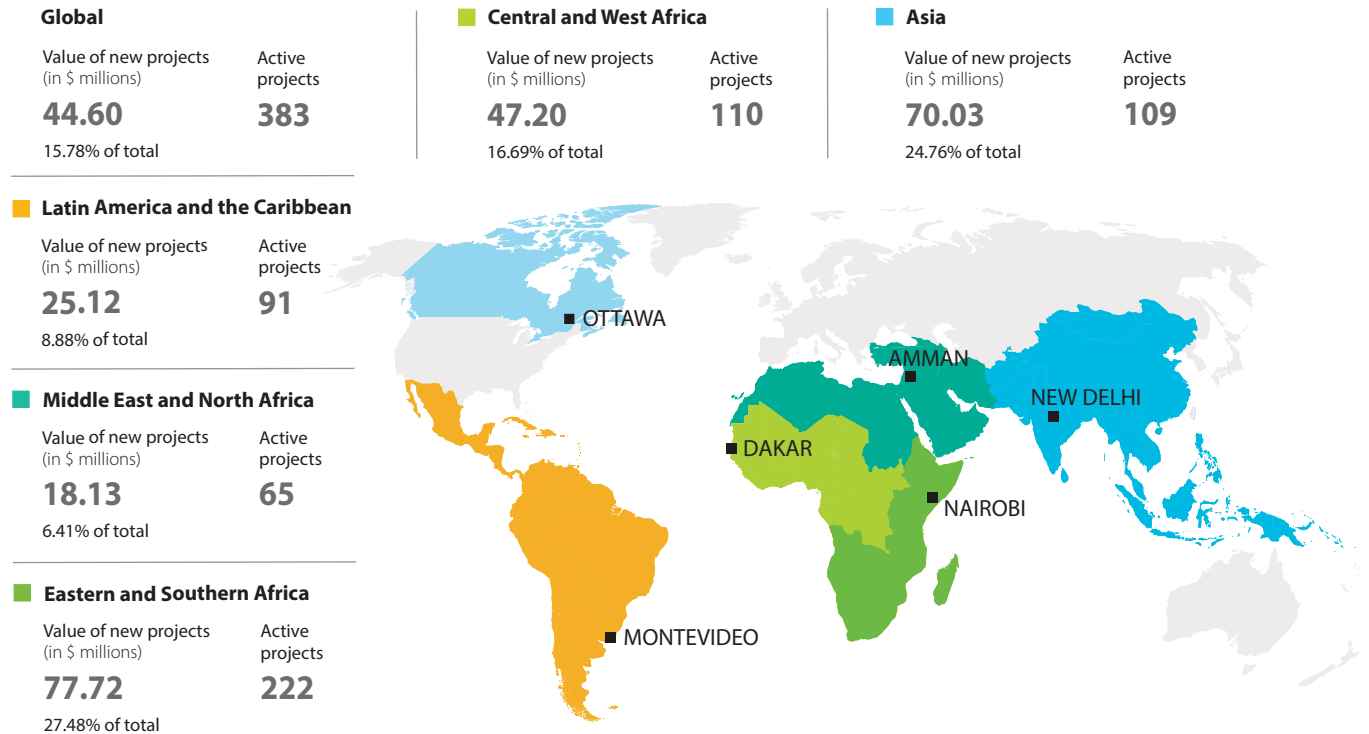 Global
Value of new projects
(in $ millions)
Active
projects
44.60
383
15.78% of total
Central and West Africa
Value of new projects
(in $ millions)
Active
projects
47.20
110
16.69% of total
Asia
Value of new projects
(in $ millions)
Active
projects
70.03
109
24.76% of total
Latin America and the Caribbean
Value of new projects
(in $ millions)
Active
projects
25.12
91
8.88% of total
Middle East and North Africa
Value of new projects
(in $ millions)
Active
projects
18.13
65
6.41% of total
Eastern and Southern Africa
Value of new projects
(in $ millions)
Active
projects
77.72
222
27.48% of total
OTTAWA
AMMAN
NEW DELHI
DAKAR
NAIROBI
MONTEVIDEO